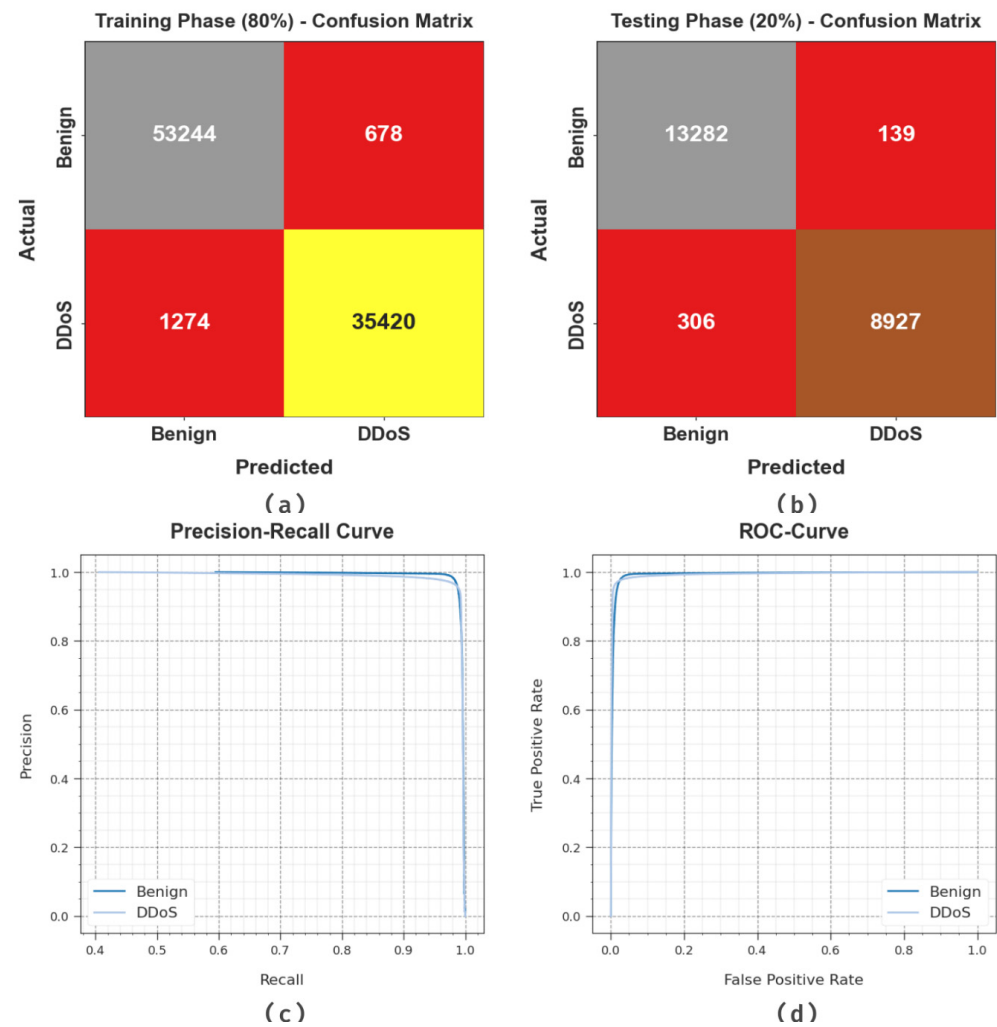 Training Phase (80%) - Confusion Matrix
Testing Phase (20%) - Confusion Matrix
Actual
Benign
DDoS
53244
678
1274
35420
Benign
DDoS
Predicted
(a)
Actual
Benign
DDoS
13282
139
306
8927
Benign
DDoS
Predicted
(b)
Precision-Recall Curve
Precision
1.0
0.8
0.6
0.4
0.2
0.0
Benign
DDoS
0.4 0.5 0.6 0.7 0.8 0.9 1.0
Recall
(c)
ROC-Curve
True Positive Rate
1.0
0.8
0.6
0.4
0.2
0.0
Benign
DDoS
0.0 0.2 0.4 0.6 0.8 1.0
False Positive Rate
(d)